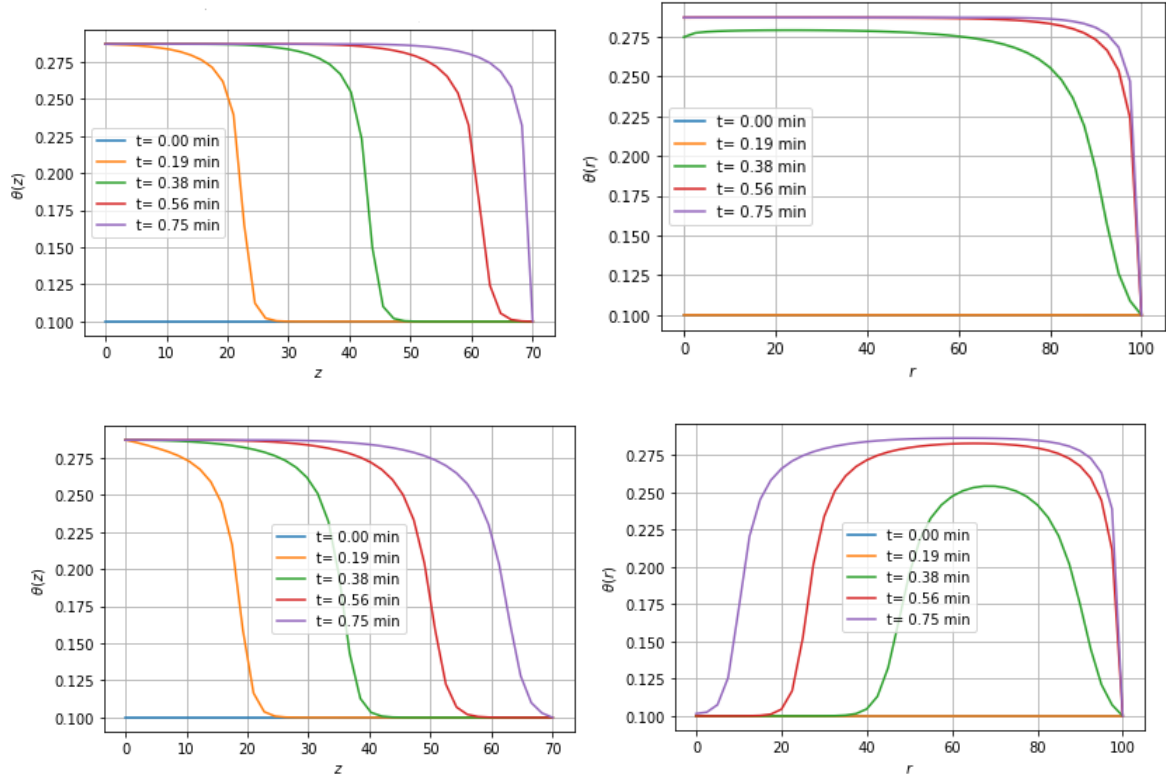 0.275
0.250
0.225
0.200
0.175
0.150
0.125
0.100
θ(z)
t= 0.00 min
t= 0.19 min
t= 0.38 min
t= 0.56 min
t= 0.75 min
0 10 20 30 40 50 60 70
z
0.275
0.250
0.225
0.200
0.175
0.150
0.125
0.100
θ(r)
t= 0.00 min
t= 0.19 min
t= 0.38 min
t= 0.56 min
t= 0.75 min
0 20 40 60 80 100
r
0.275
0.250
0.225
0.200
0.175
0.150
0.125
0.100
θ(z)
t= 0.00 min
t= 0.19 min
t= 0.38 min
t= 0.56 min
t= 0.75 min
0 10 20 30 40 50 60 70
z
0.275
0.250
0.225
0.200
0.175
0.150
0.125
0.100
θ(r)
t= 0.00 min
t= 0.19 min
t= 0.38 min
t= 0.56 min
t= 0.75 min
0 20 40 60 80 100
r